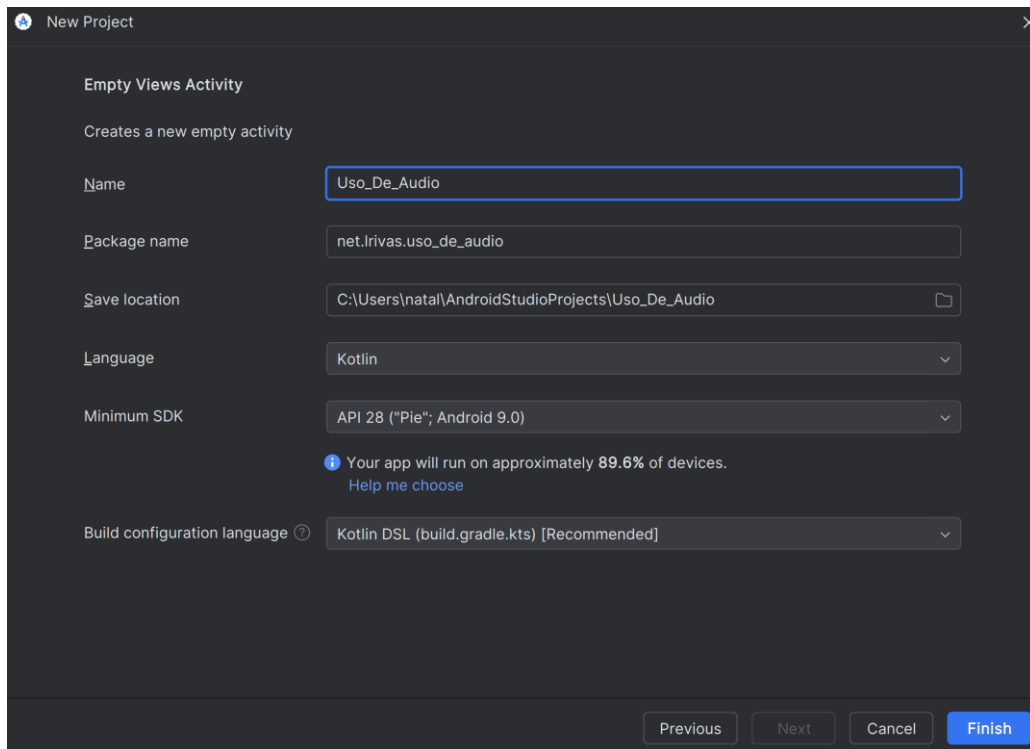 New Project
Empty Views Activity
Creates a new empty activity
Name Uso_De_Audio
Package name net.lrivas.uso_de_audio
Save location C:\Users\natal\AndroidStudioProjects\Uso_De_Audio
Language Kotlin
Minimum SDK API 28 ("Pie"; Android 9.0)
Your app will run on approximately 89.6% of devices.
Help me choose
Build configuration language ? Kotlin DSL (build.gradle.kts) [Recommended]
Previous Next Cancel Finish